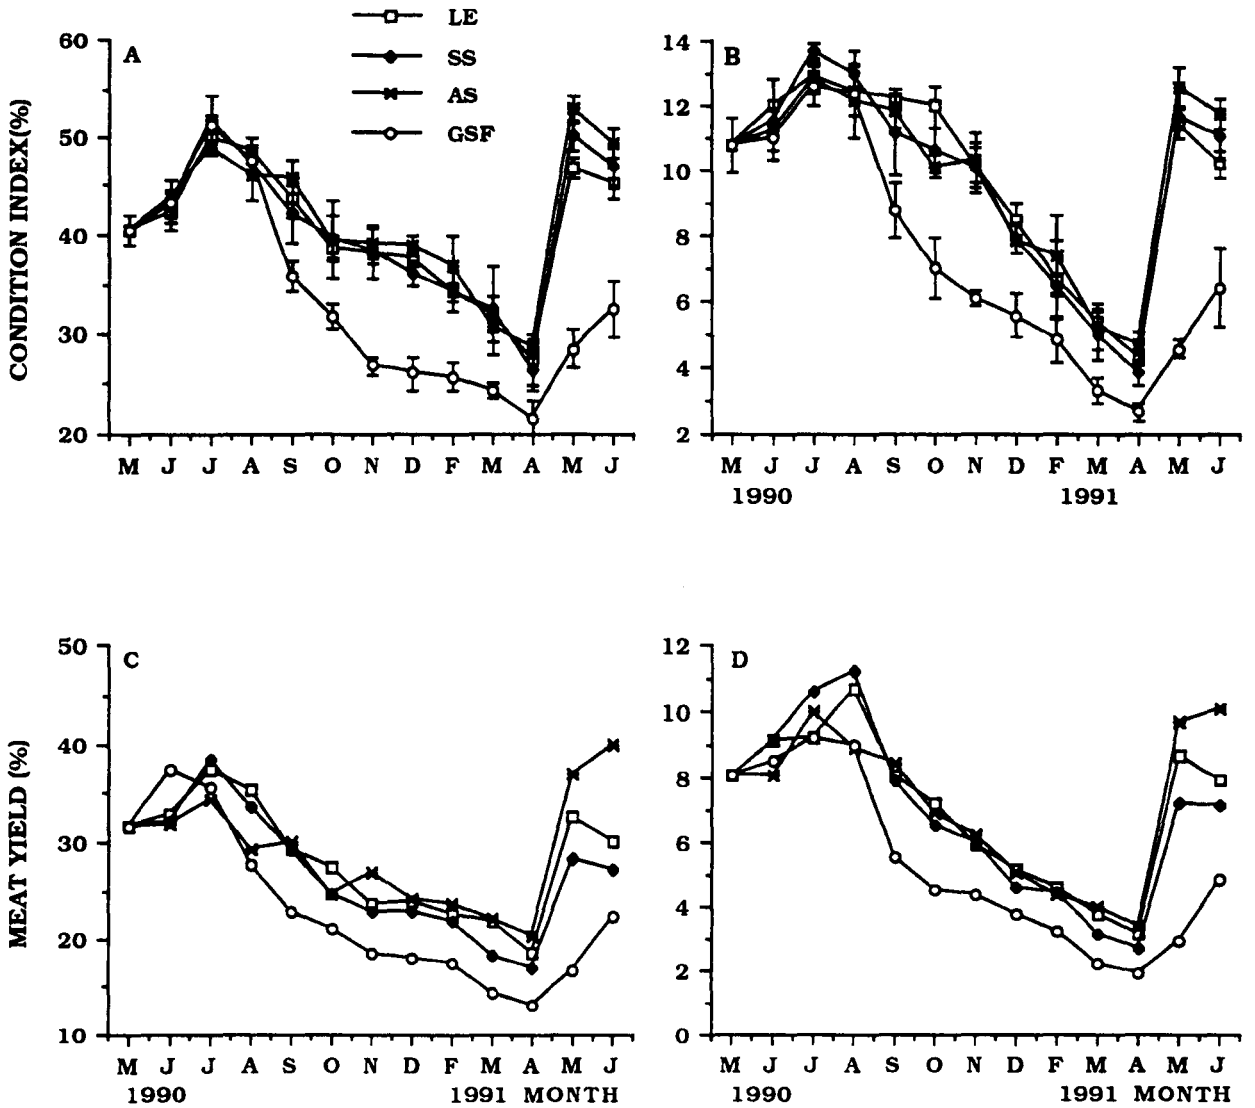 LE
SS
AS
GSF
A
CONDITION INDEX(%)
60
50
40
30
20
M J J A S O N D F M A M J
B
14
12
10
8
6
4
2
M J J A S O N D F M A M J
1990 1991
C
MEAT YIELD (%)
50
40
30
20
10
M J J A S O N D F M A M J
1990 1991 MONTH
D
12
10
8
6
4
2
0
M J J A S O N D F M A M J
1990 1991 MONTH